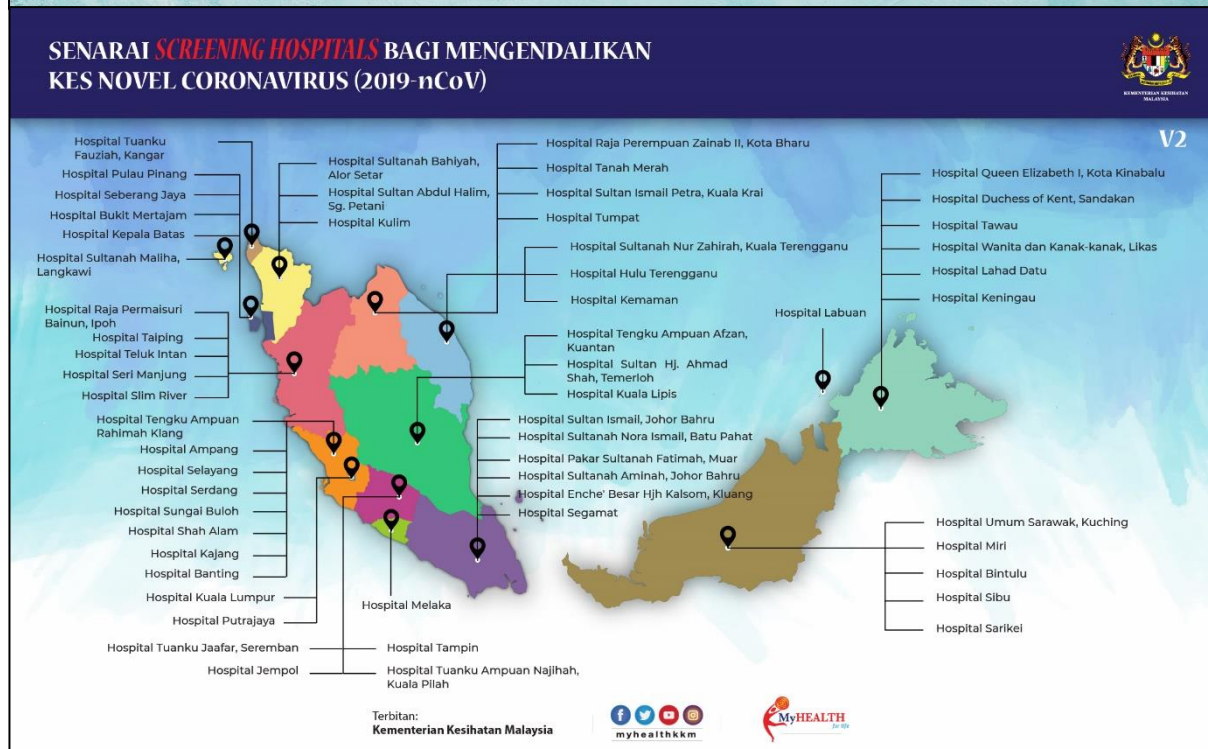 SENARAI SCREENING HOSPITALS BAGI MENGENDALIKAN
KES NOVEL CORONAVIRUS (2019-nCoV)
KEMENTERIAN KESIHATAN
MALAYSIA
V2
Hospital Tuanku
Fauziah, Kangar
Hospital Pulau Pinang
Hospital Seberang Jaya
Hospital Bukit Mertajam
Hospital Kepala Batas
Hospital Sultanah Maliha,
Langkawi
Hospital Sultanah Bahiyah,
Alor Setar
Hospital Sultan Abdul Halim,
Sg. Petani
Hospital Kulim
Hospital Raja Perempuan Zainab II, Kota Bharu
Hospital Tanah Merah
Hospital Sultan Ismail Petra, Kuala Krai
Hospital Tumpat
Hospital Sultanah Nur Zahirah, Kuala Terengganu
Hospital Hulu Terengganu
Hospital Kemaman
Hospital Queen Elizabeth I, Kota Kinabalu
Hospital Duchess of Kent, Sandakan
Hospital Tawau
Hospital Wanita dan Kanak-kanak, Likas
Hospital Lahad Datu
Hospital Keningau
Hospital Labuan
Hospital Raja Permaisuri
Bainun, Ipoh
Hospital Taiping
Hospital Teluk Intan
Hospital Seri Manjung
Hospital Slim River
Hospital Tengku Ampuan Afzan,
Kuantan
Hospital Sultan Hj. Ahmad
Shah, Temerloh
Hospital Kuala Lipis
Hospital Tengku Ampuan
Rahimah Klang
Hospital Ampang
Hospital Selayang
Hospital Serdang
Hospital Sungai Buloh
Hospital Shah Alam
Hospital Kajang
Hospital Banting
Hospital Kuala Lumpur
Hospital Putrajaya
Hospital Sultan Ismail, Johor Bahru
Hospital Sultanah Nora Ismail, Batu Pahat
Hospital Pakar Sultanah Fatimah, Muar
Hospital Sultanah Aminah, Johor Bahru
Hospital Enche' Besar Hjh Kalsom, Kluang
Hospital Segamat
Hospital Melaka
Hospital Tuanku Jaafar, Seremban
Hospital Jempol
Hospital Tampin
Hospital Tuanku Ampuan Najihah,
Kuala Pilah
Hospital Umum Sarawak, Kuching
Hospital Miri
Hospital Bintulu
Hospital Sibu
Hospital Sarikei
Terbitan:
Kementerian Kesihatan Malaysia
myhealthkkm
MyHEALTH
for life